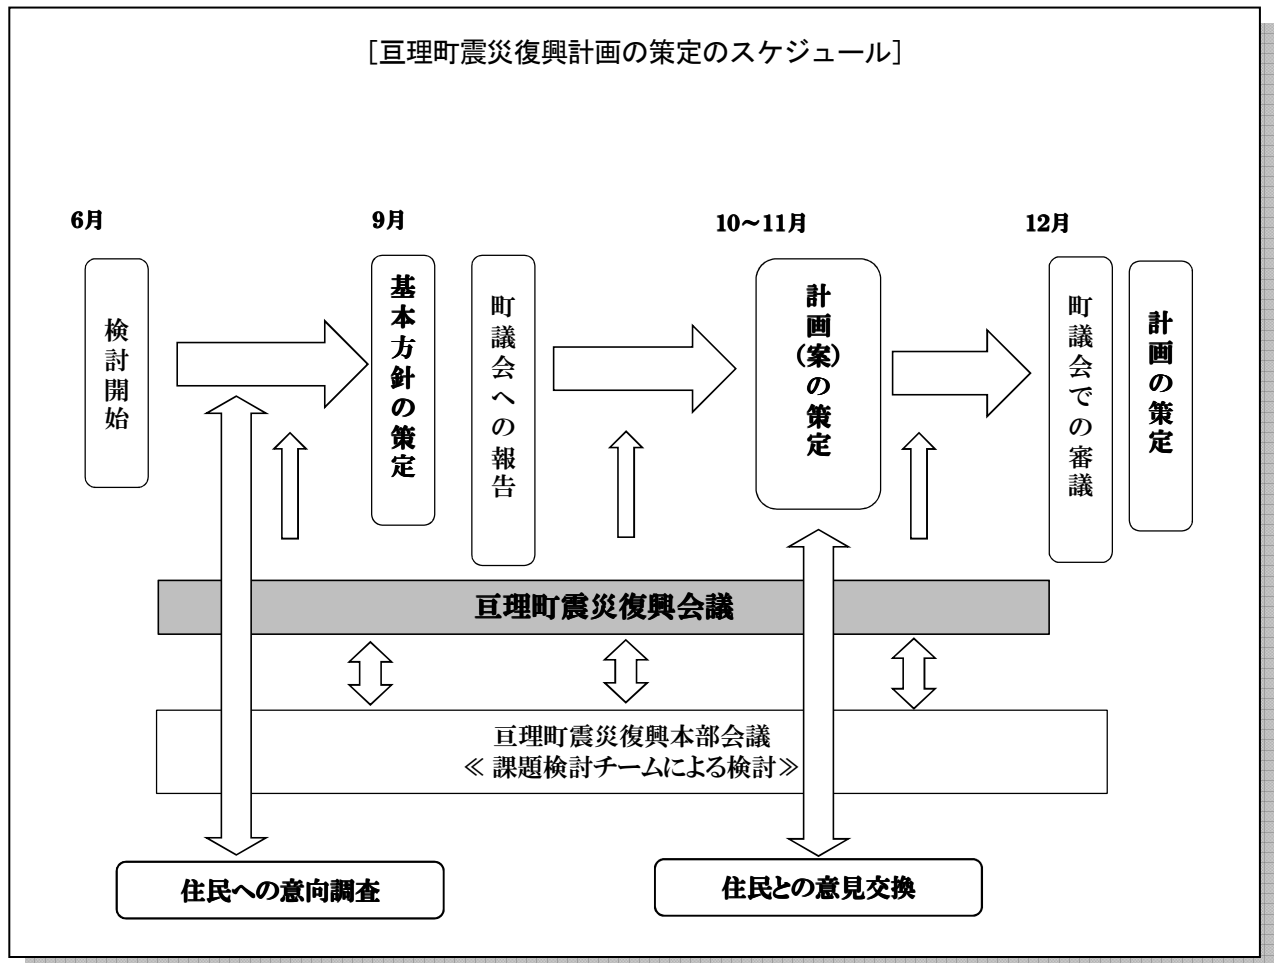 ［亘理町震災復興計画の策定のスケジュール］
6月
9月
10～11月
12月
検討開始
基本方針の策定
町議会への報告
計画（案）の策定
町議会での審議
計画の策定
亘理町震災復興会議
亘理町震災復興本部会議
≪ 課題検討チームによる検討≫
住民への意向調査
住民との意見交換